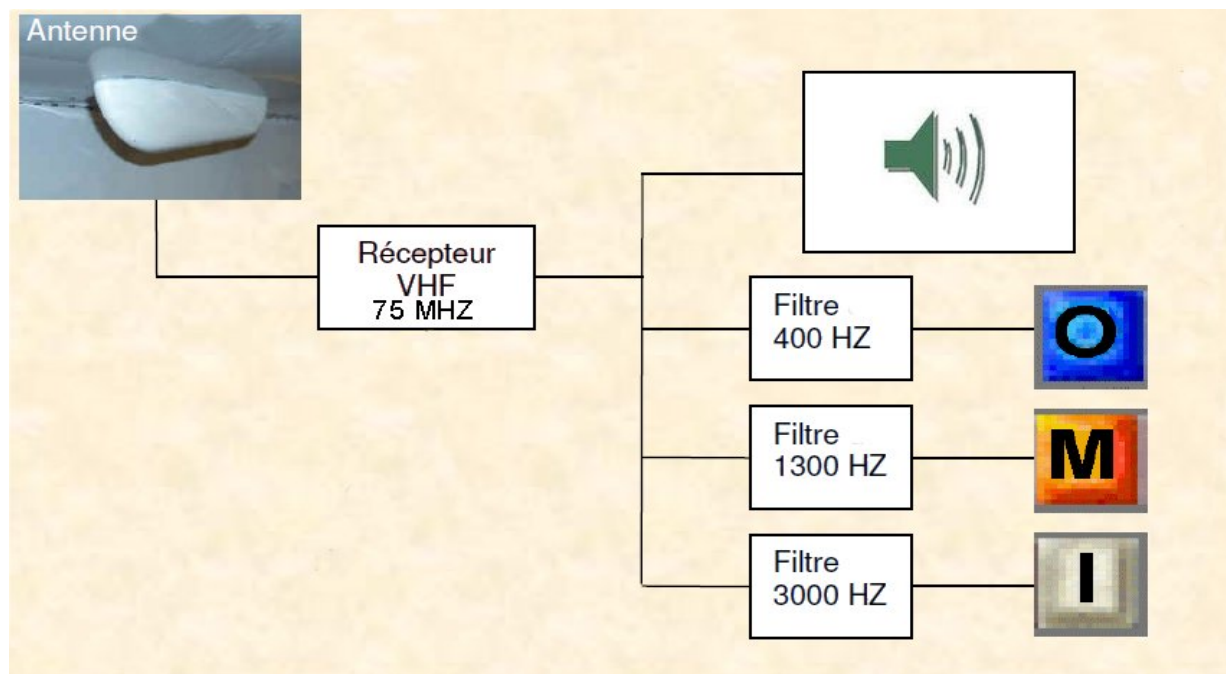 Antenne
Récepteur
VHF
75 MHZ
Filtre
400 HZ
O
Filtre
1300 HZ
M
Filtre
3000 HZ
I